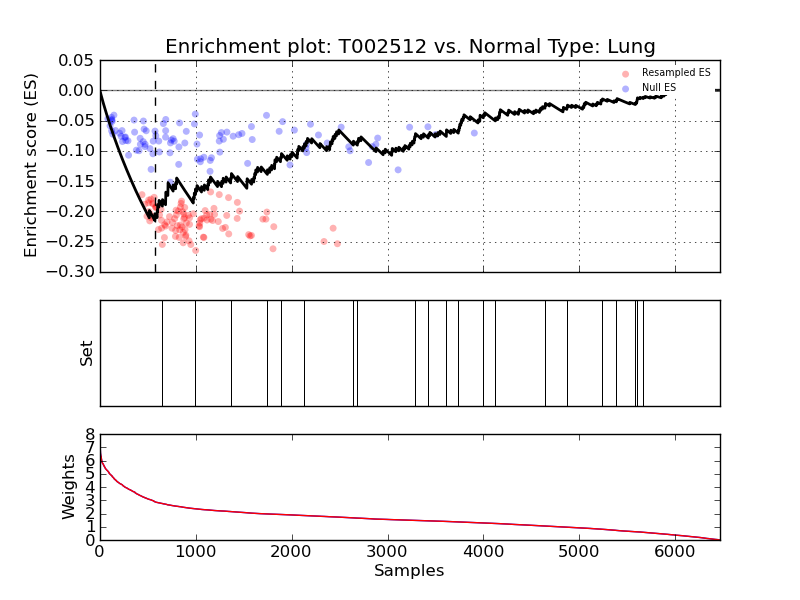 Enrichment plot: T002512 vs. Normal Type: Lung
Enrichment score (ES)
0.05
0.00
−0.05
−0.10
−0.15
−0.20
−0.25
−0.30
Resampled ES
Null ES
Set
Weights
8
7
6
5
4
3
2
1
0
0 1000 2000 3000 4000 5000 6000
Samples